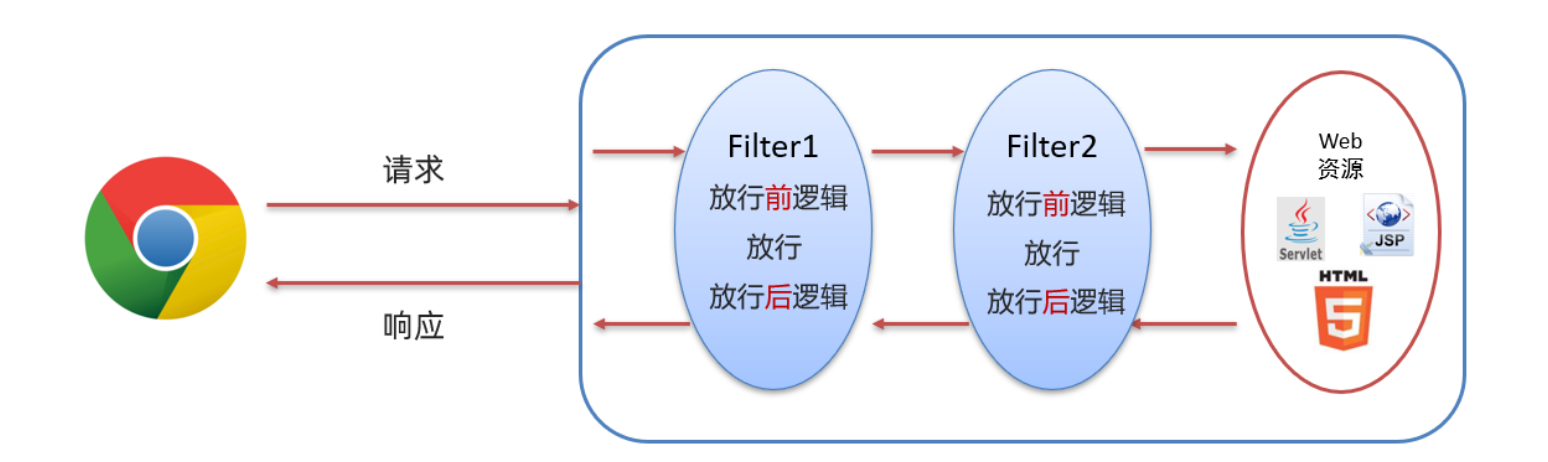 请求
响应
Filter1
放行前逻辑
放行
放行后逻辑
Filter2
放行前逻辑
放行
放行后逻辑
Web
资源
Servlet
JSP
HTML
5